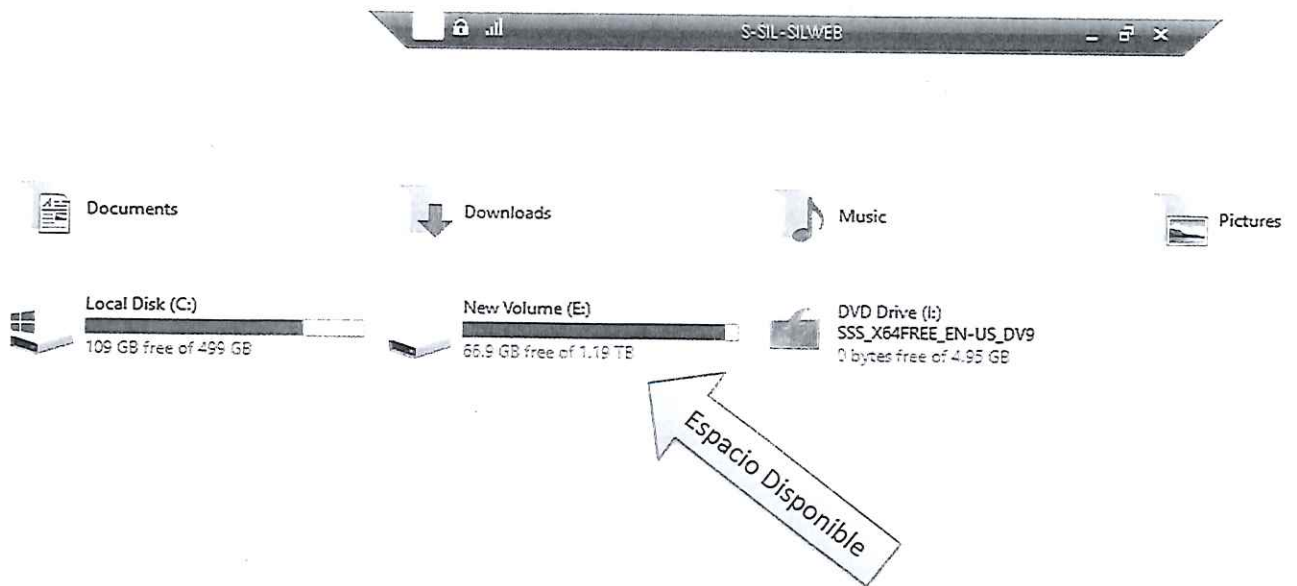 S-SIL-SILWEB
Documents
Downloads
Music
Pictures
Local Disk (C:)
109 GB free of 499 GB
New Volume (E:)
66.9 GB free of 1.19 TB
DVD Drive (I:)
SSS_X64FREE_EN-US_DV9
0 bytes free of 4.95 GB
Espacio Disponible